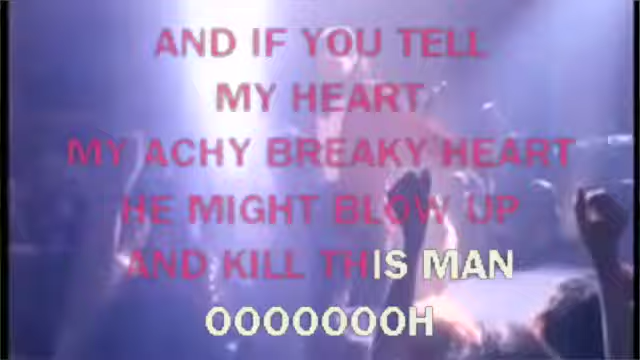 AND IF YOU TELL
MY HEART
MY ACHY BREAKY HEART
HE MIGHT BLOW UP
AND KILL THIS MAN
OOOOOOOH